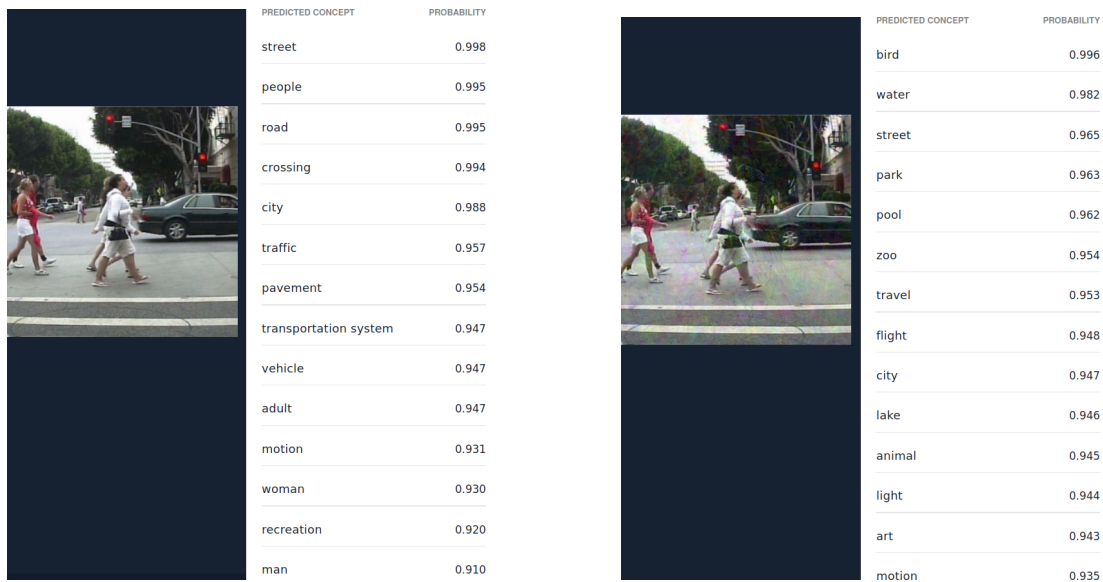 PREDICTED CONCEPT PROBABILITY
street 0.998
people 0.995
road 0.995
crossing 0.994
city 0.988
traffic 0.957
pavement 0.954
transportation system 0.947
vehicle 0.947
adult 0.947
motion 0.931
woman 0.930
recreation 0.920
man 0.910
PREDICTED CONCEPT PROBABILITY
bird 0.996
water 0.982
street 0.965
park 0.963
pool 0.962
zoo 0.954
travel 0.953
flight 0.948
city 0.947
lake 0.946
animal 0.945
light 0.944
art 0.943
motion 0.935